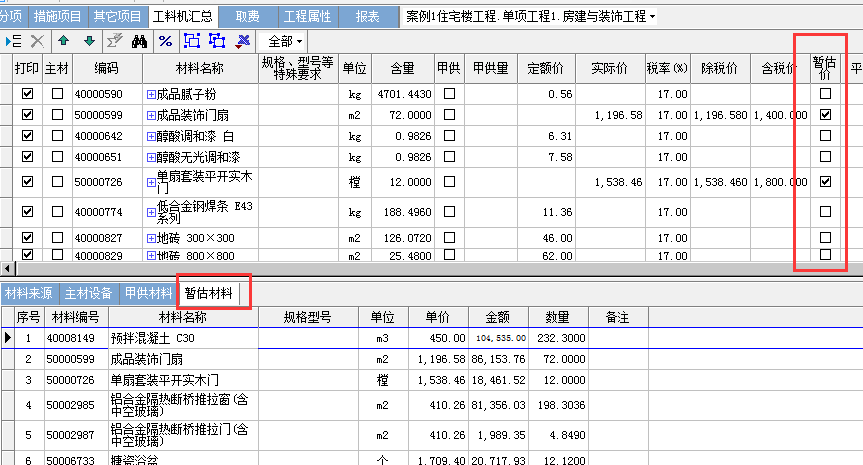 分项 措施项目 其它项目 工料机汇总 取费 工程属性 报表 案例1住宅楼工程.单项工程1.房建与装饰工程
% 全部
打印 主材 编码 材料名称 规格、型号等特殊要求 单位 含量 甲供 甲供量 定额价 实际价 税率(%) 除税价 含税价 暂估价 平
40000590 成品腻子粉 kg 4701.4430 0.56 17.00
50000599 成品装饰门扇 m2 72.0000 1,196.58 17.00 1,196.580 1,400.000
40000642 醇酸调和漆 白 kg 0.9826 6.31 17.00
40000651 醇酸无光调和漆 kg 0.9826 7.58 17.00
50000726 单扇套装平开实木门 樘 12.0000 1,538.46 17.00 1,538.460 1,800.000
40000774 低合金钢焊条 E43系列 kg 188.4960 11.36 17.00
40000827 地砖 300×300 m2 126.0720 46.00 17.00
40000829 地砖 800×800 m2 25.4800 62.00 17.00
材料来源 主材设备 甲供材料 暂估材料
序号 材料编号 材料名称 规格型号 单位 单价 金额 数量 备注
1 40008149 预拌混凝土 C30 m3 450.00 104,535.00 232.3000
2 50000599 成品装饰门扇 m2 1,196.58 86,153.76 72.0000
3 50000726 单扇套装平开实木门 樘 1,538.46 18,461.52 12.0000
4 50002985 铝合金隔热断桥推拉窗(含中空玻璃) m2 410.26 81,356.03 198.3036
5 50002987 铝合金隔热断桥推拉门(含中空玻璃) m2 410.26 1,989.35 4.8490
6 50006733 搪瓷浴盆 个 1,709.40 20,717.93 12.1200